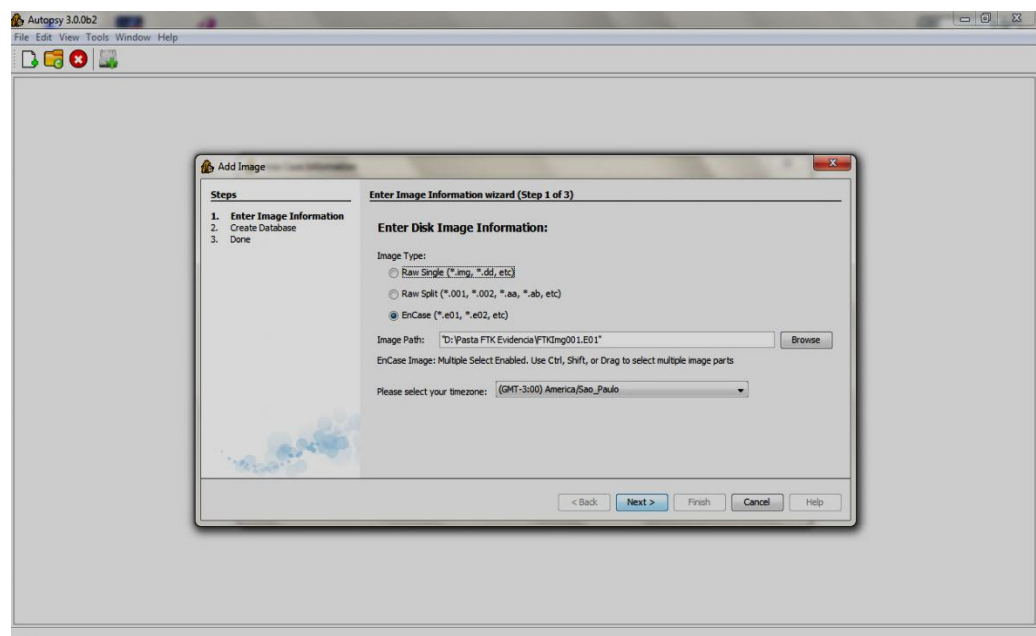 Autopsy 3.0.0b2
File Edit View Tools Window Help
Add Image
Steps
1. Enter Image Information
2. Create Database
3. Done
Enter Image Information wizard (Step 1 of 3)
Enter Disk Image Information:
Image Type:
Raw Single (*.img, *.dd, etc)
Raw Split (*.001, *.002, *.aa, *.ab, etc)
EnCase (*.e01, *.e02, etc)
Image Path: "D:\Pasta FTK Evidencia\FTKImg001.E01" Browse
EnCase Image: Multiple Select Enabled. Use Ctrl, Shift, or Drag to select multiple image parts
Please select your timezone: (GMT-3:00) America/Sao_Paulo
< Back Next > Finish Cancel Help